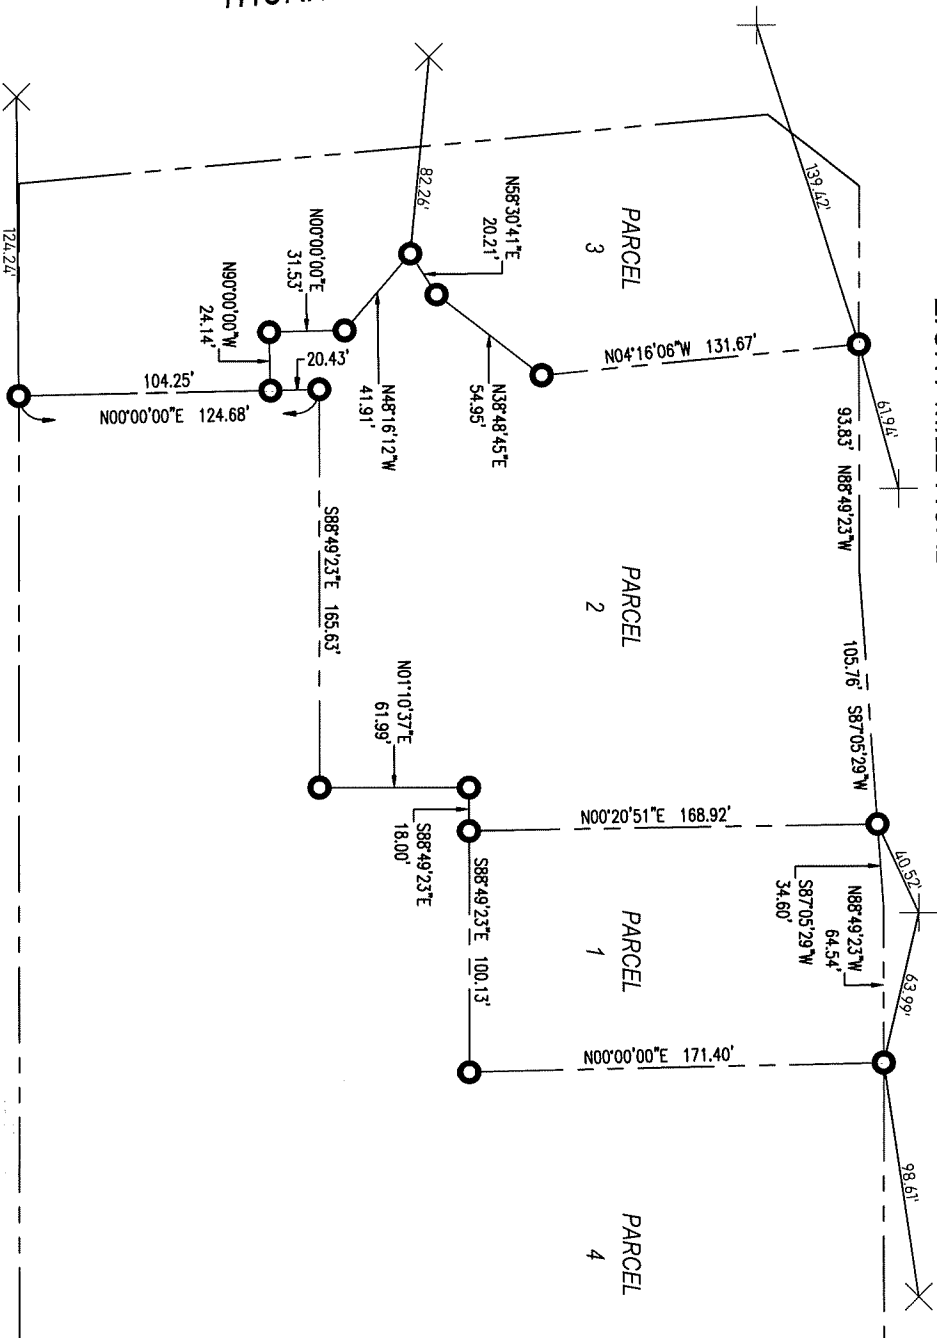 139.42'
61.94'
82.26'
124.24'
PARCEL
3
N58°30'41"E
20.21'
N00°00'00"E
31.53'
N90°00'00"W
24.14'
20.43'
104.25'
N00°00'00"E 124.68'
N48°16'12"W
41.91'
N38°48'45"E
54.95'
N04°16'06"W 131.67'
93.83' N88°49'23"W
105.76' S87°05'29"W
PARCEL
2
S88°49'23"E 165.63'
N01°10'37"E
61.99'
S88°49'23"E
18.00'
N00°20'51"E 168.92'
40.52'
63.99'
N88°49'23"W
64.54'
S87°05'29"W
34.60'
PARCEL
1
S88°49'23"E 100.13'
N00°00'00"E 171.40'
98.61'
PARCEL
4